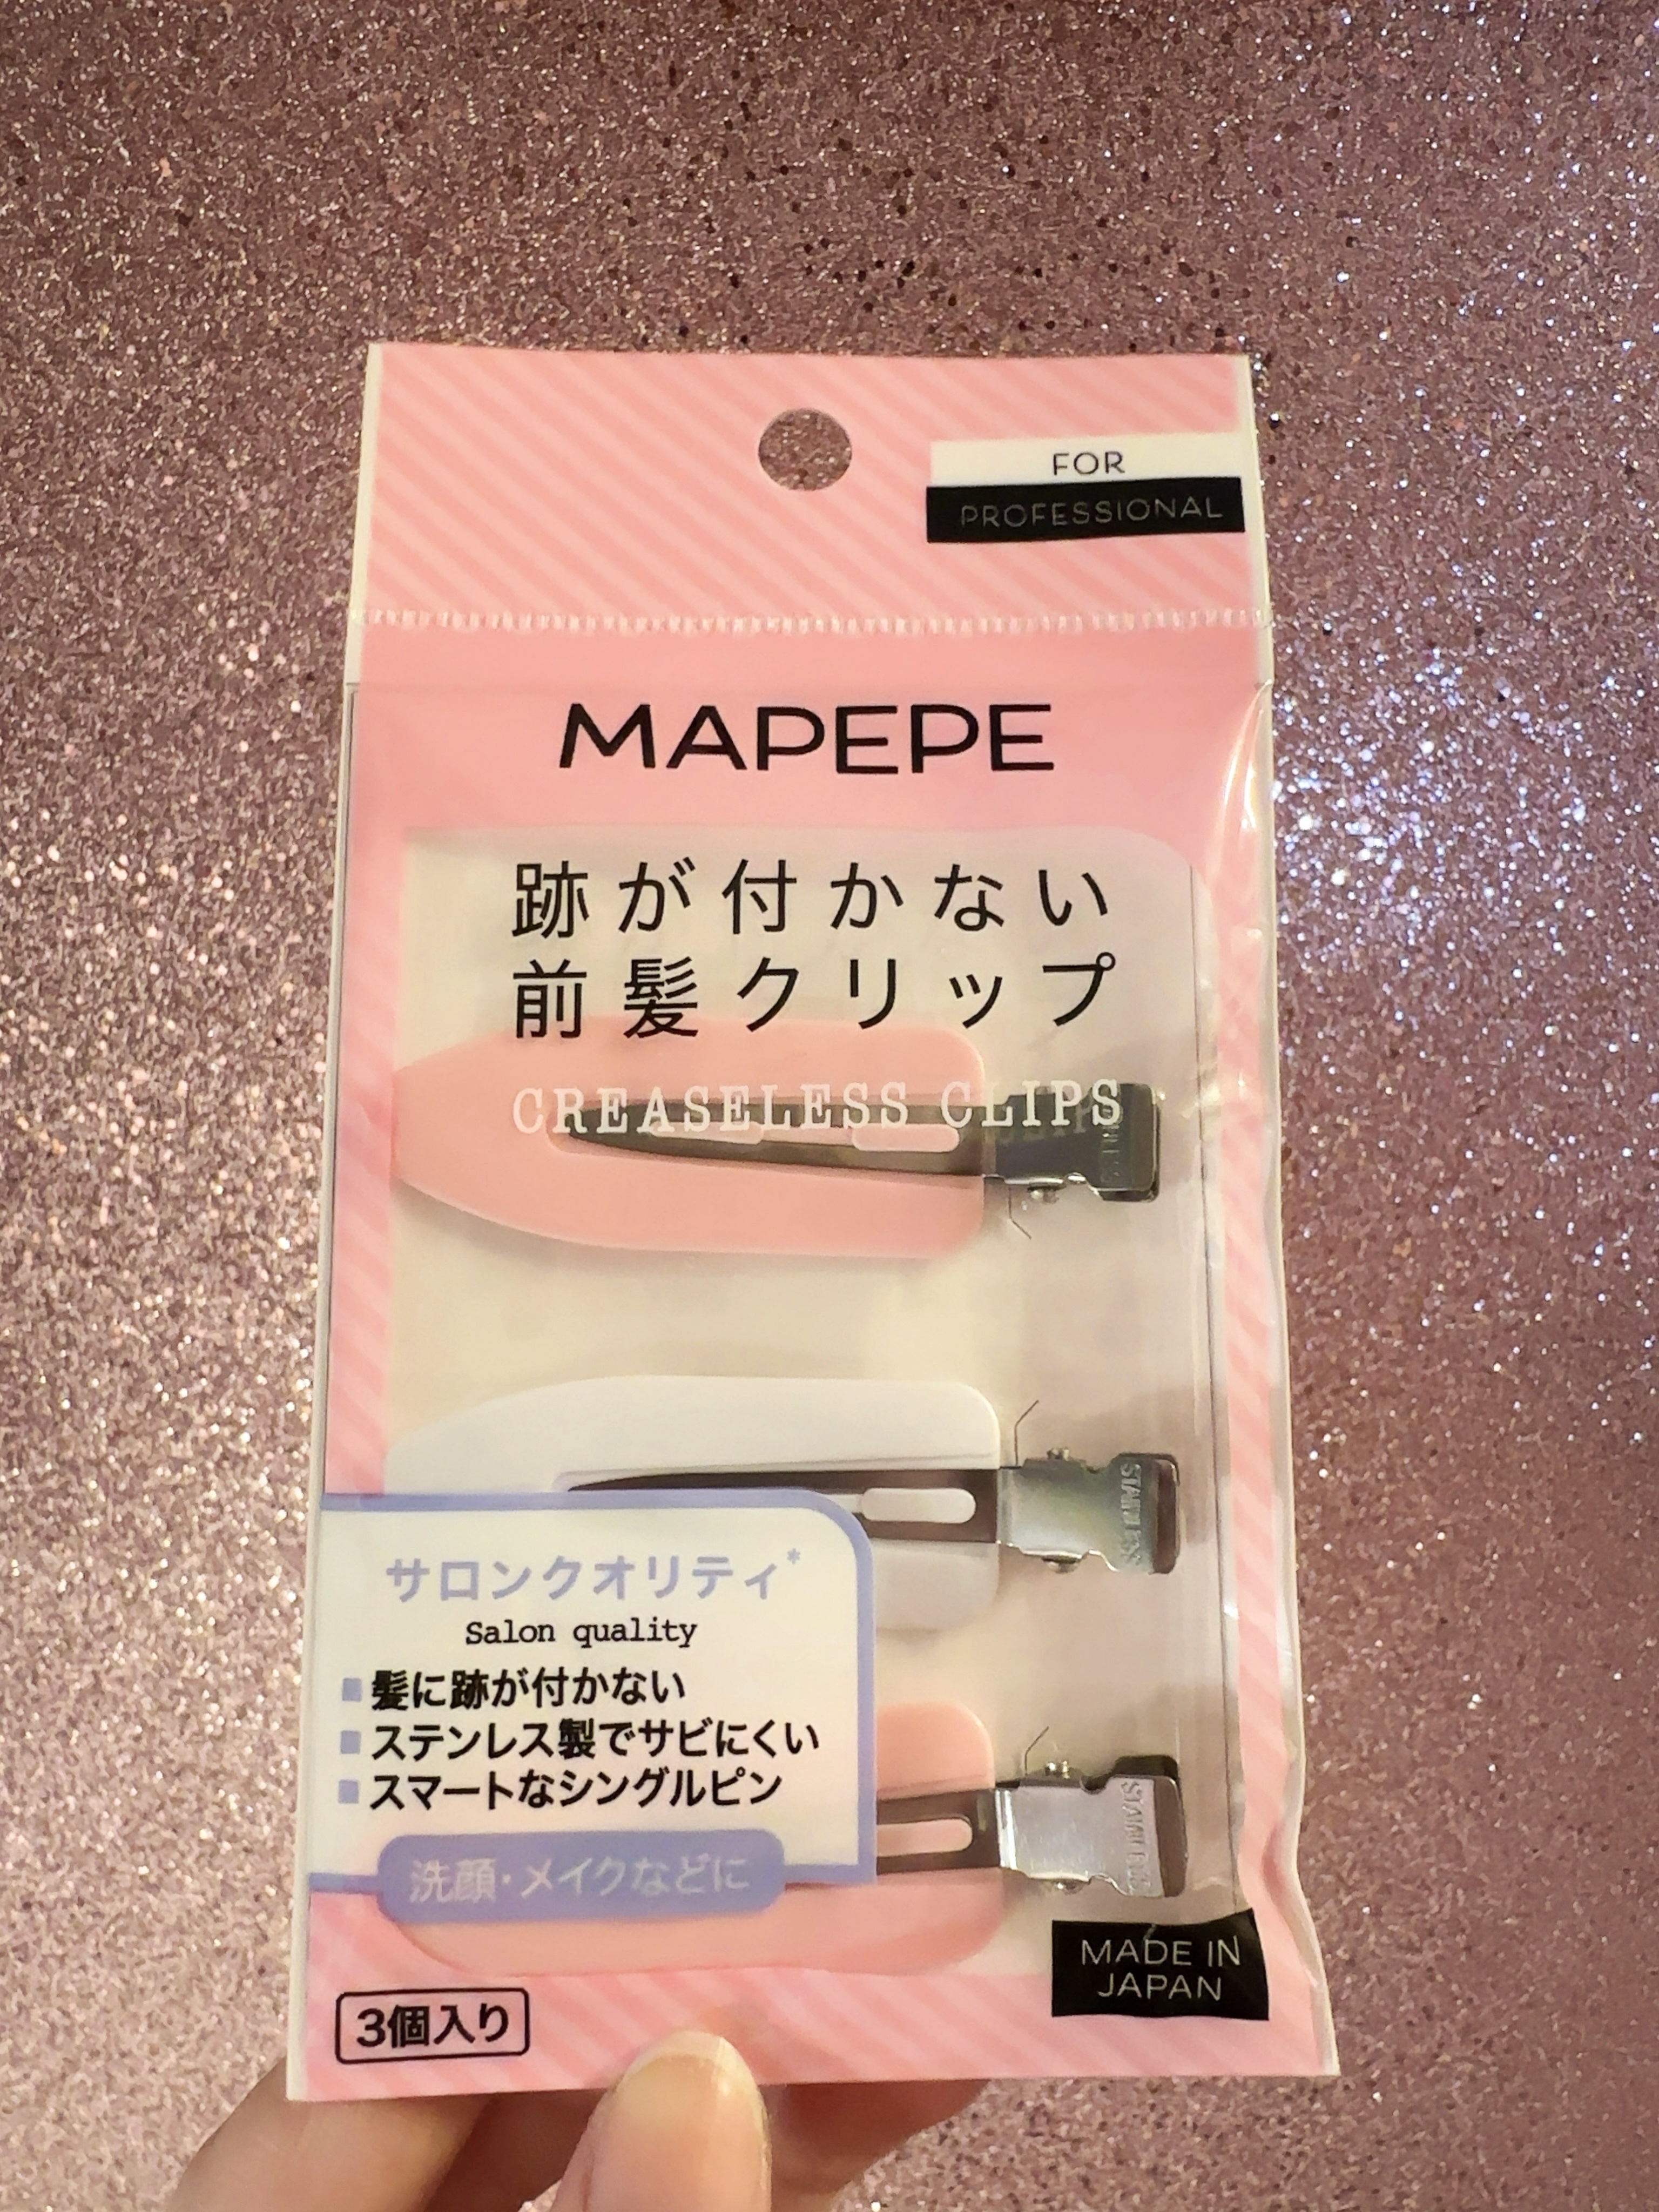 FOR
PROFESSIONAL
MAPEPE
跡が付かない
前髪クリップ
CREASELESS CLIPS
STAINLESS
サロンクオリティ*
Salon quality
■髪に跡が付かない
■ステンレス製でサビにくい
■スマートなシングルピン
洗顔・メイクなどに
STAINLESS
MADE IN
JAPAN
3個入り